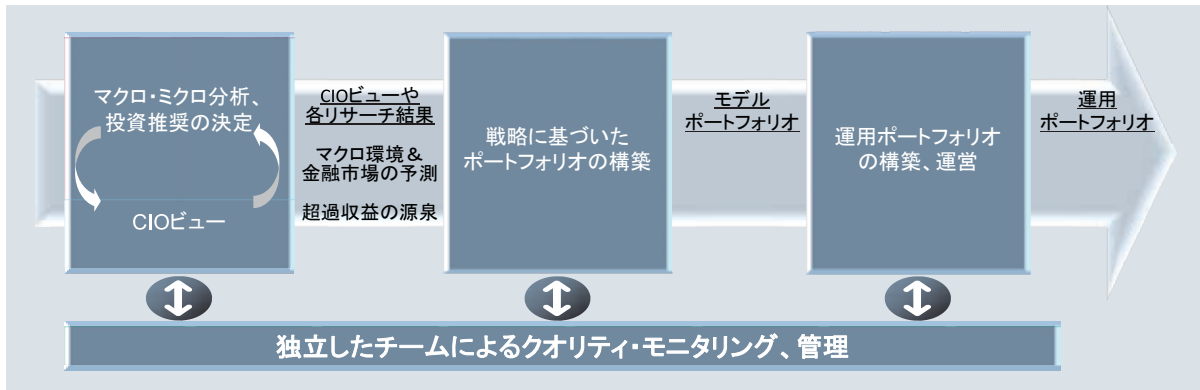 マクロ・ミクロ分析、
投資推奨の決定
CIOビュー
CIOビューや
各リサーチ結果
マクロ環境＆
金融市場の予測
超過収益の源泉
戦略に基づいた
ポートフォリオの構築
モデル
ポートフォリオ
運用ポートフォリオ
の構築、運営
運用
ポートフォリオ
独立したチームによるクオリティ・モニタリング、管理